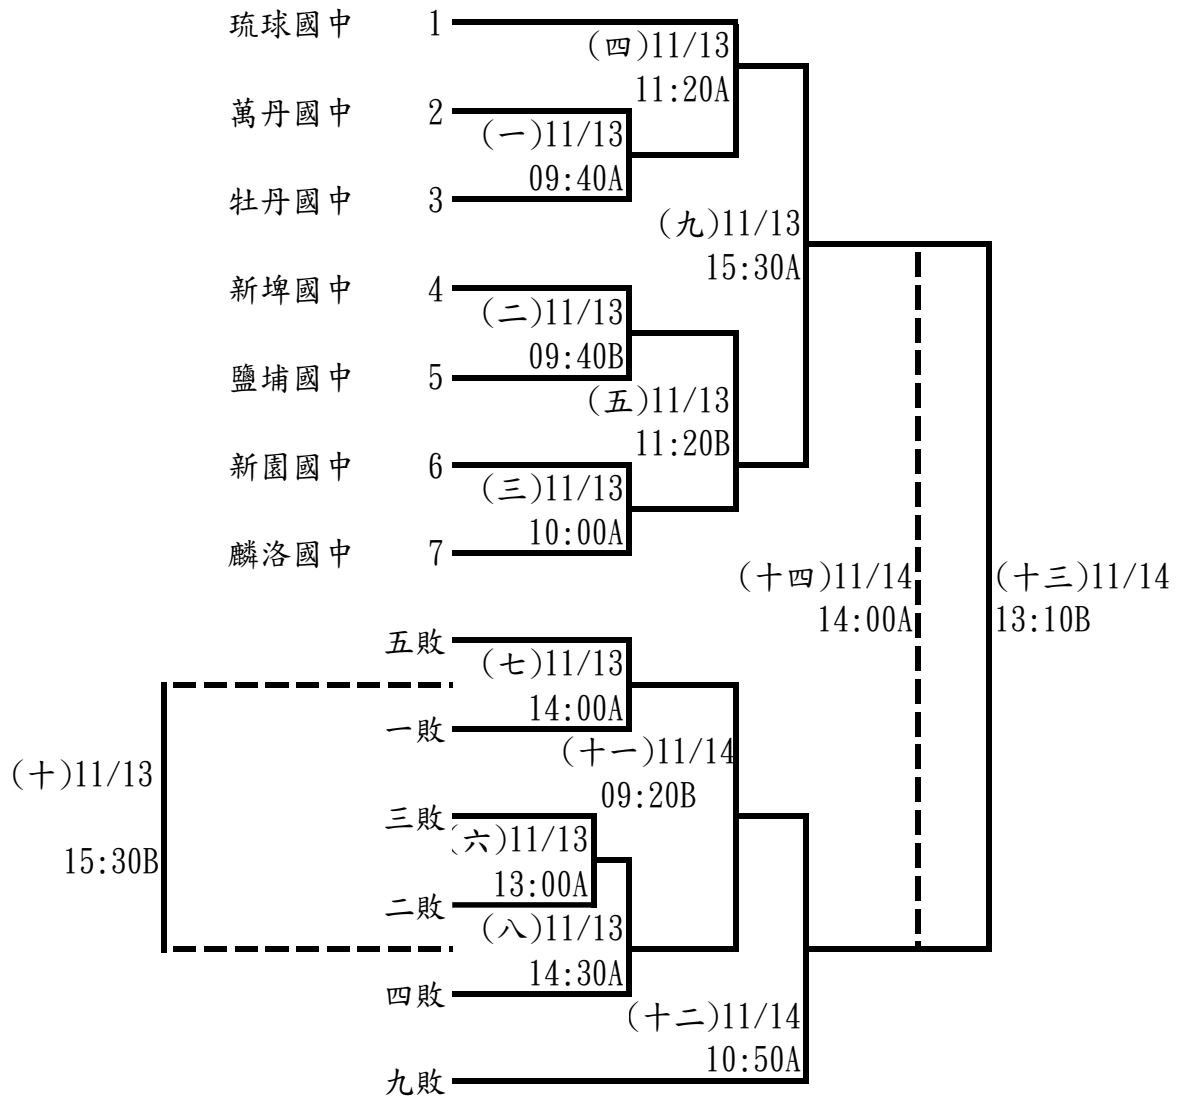 琉球國中 1
(四)11/13
11:20A
萬丹國中 2
(一)11/13
09:40A
牡丹國中 3
(九)11/13
15:30A
新埤國中 4
(二)11/13
09:40B
鹽埔國中 5
(五)11/13
11:20B
新園國中 6
(三)11/13
10:00A
麟洛國中 7
(十四)11/14
14:00A
(十三)11/14
13:10B
五敗
(七)11/13
14:00A
一敗
(十一)11/14
09:20B
(十)11/13
15:30B
三敗
(六)11/13
13:00A
二敗
(八)11/13
14:30A
四敗
(十二)11/14
10:50A
九敗